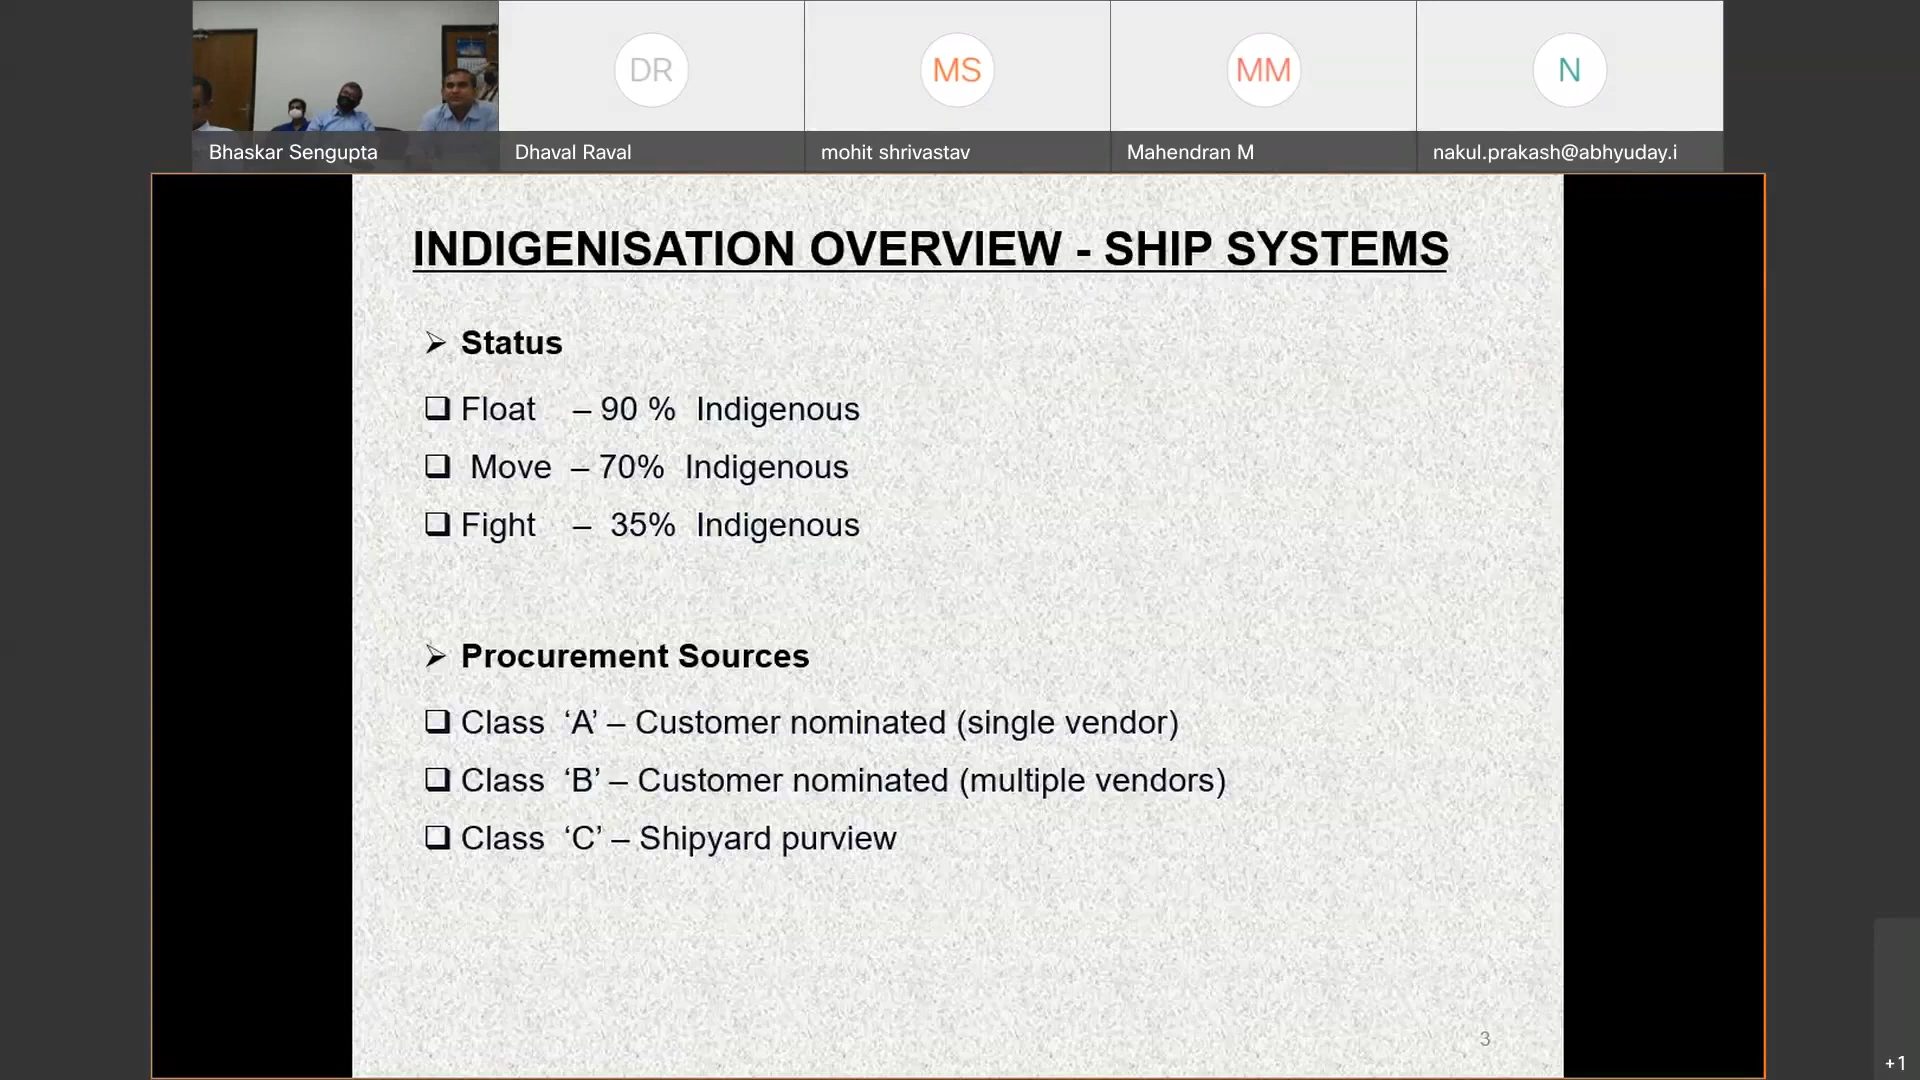 DR
MS
MM
N
Bhaskar Sengupta
Dhaval Raval
mohit shrivastav
Mahendran M
nakul.prakash@abhyuday.i
INDIGENISATION OVERVIEW - SHIP SYSTEMS
Status
Float – 90 % Indigenous
Move – 70% Indigenous
Fight – 35% Indigenous
Procurement Sources
Class ‘A’ – Customer nominated (single vendor)
Class ‘B’ – Customer nominated (multiple vendors)
Class ‘C’ – Shipyard purview
3
+1